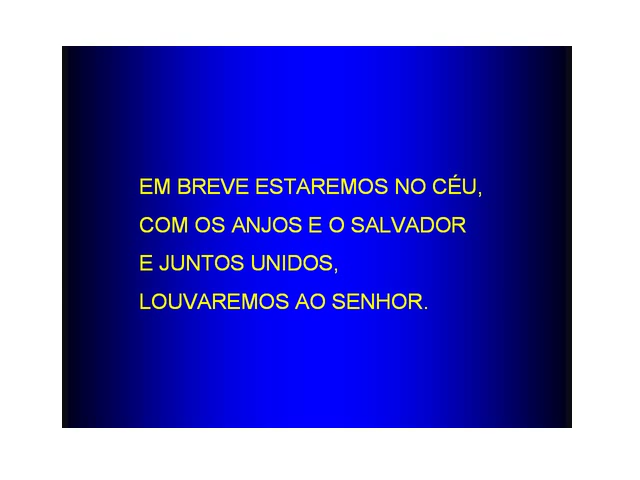 EM BREVE ESTAREMOS NO CÉU,
COM OS ANJOS E O SALVADOR
E JUNTOS UNIDOS,
LOUVAREMOS AO SENHOR.